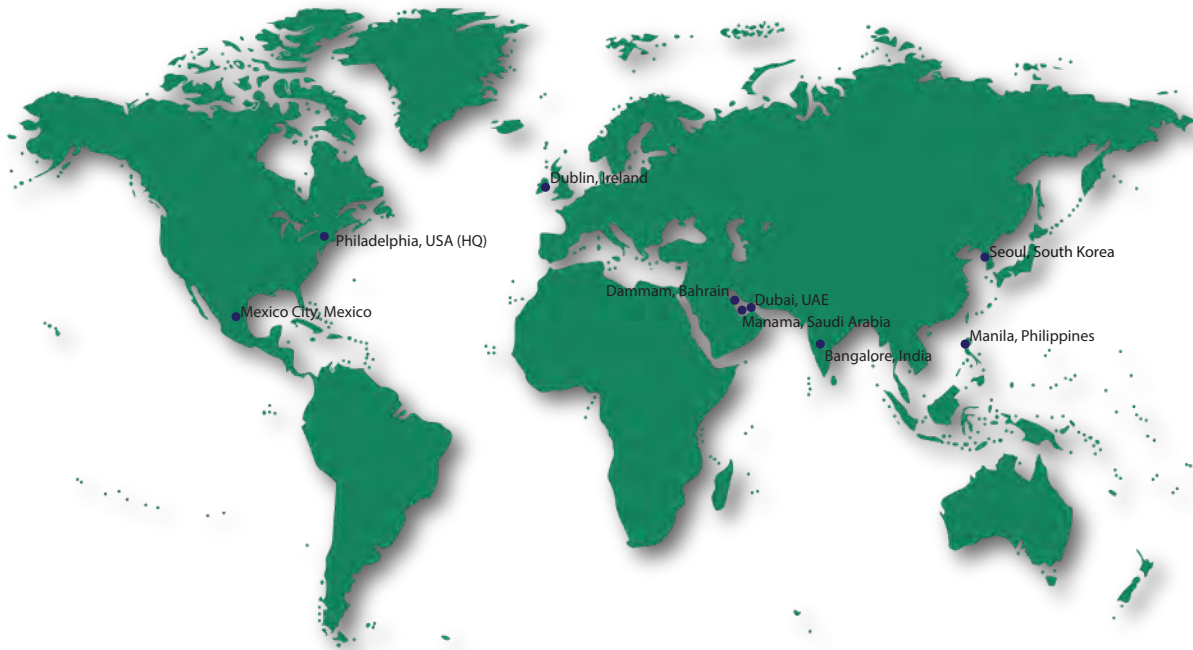 Dublin, Ireland
Philadelphia, USA (HQ)
Seoul, South Korea
Dammam, Bahrain
Dubai, UAE
Mexico City, Mexico
Manama, Saudi Arabia
Manila, Philippines
Bangalore, India